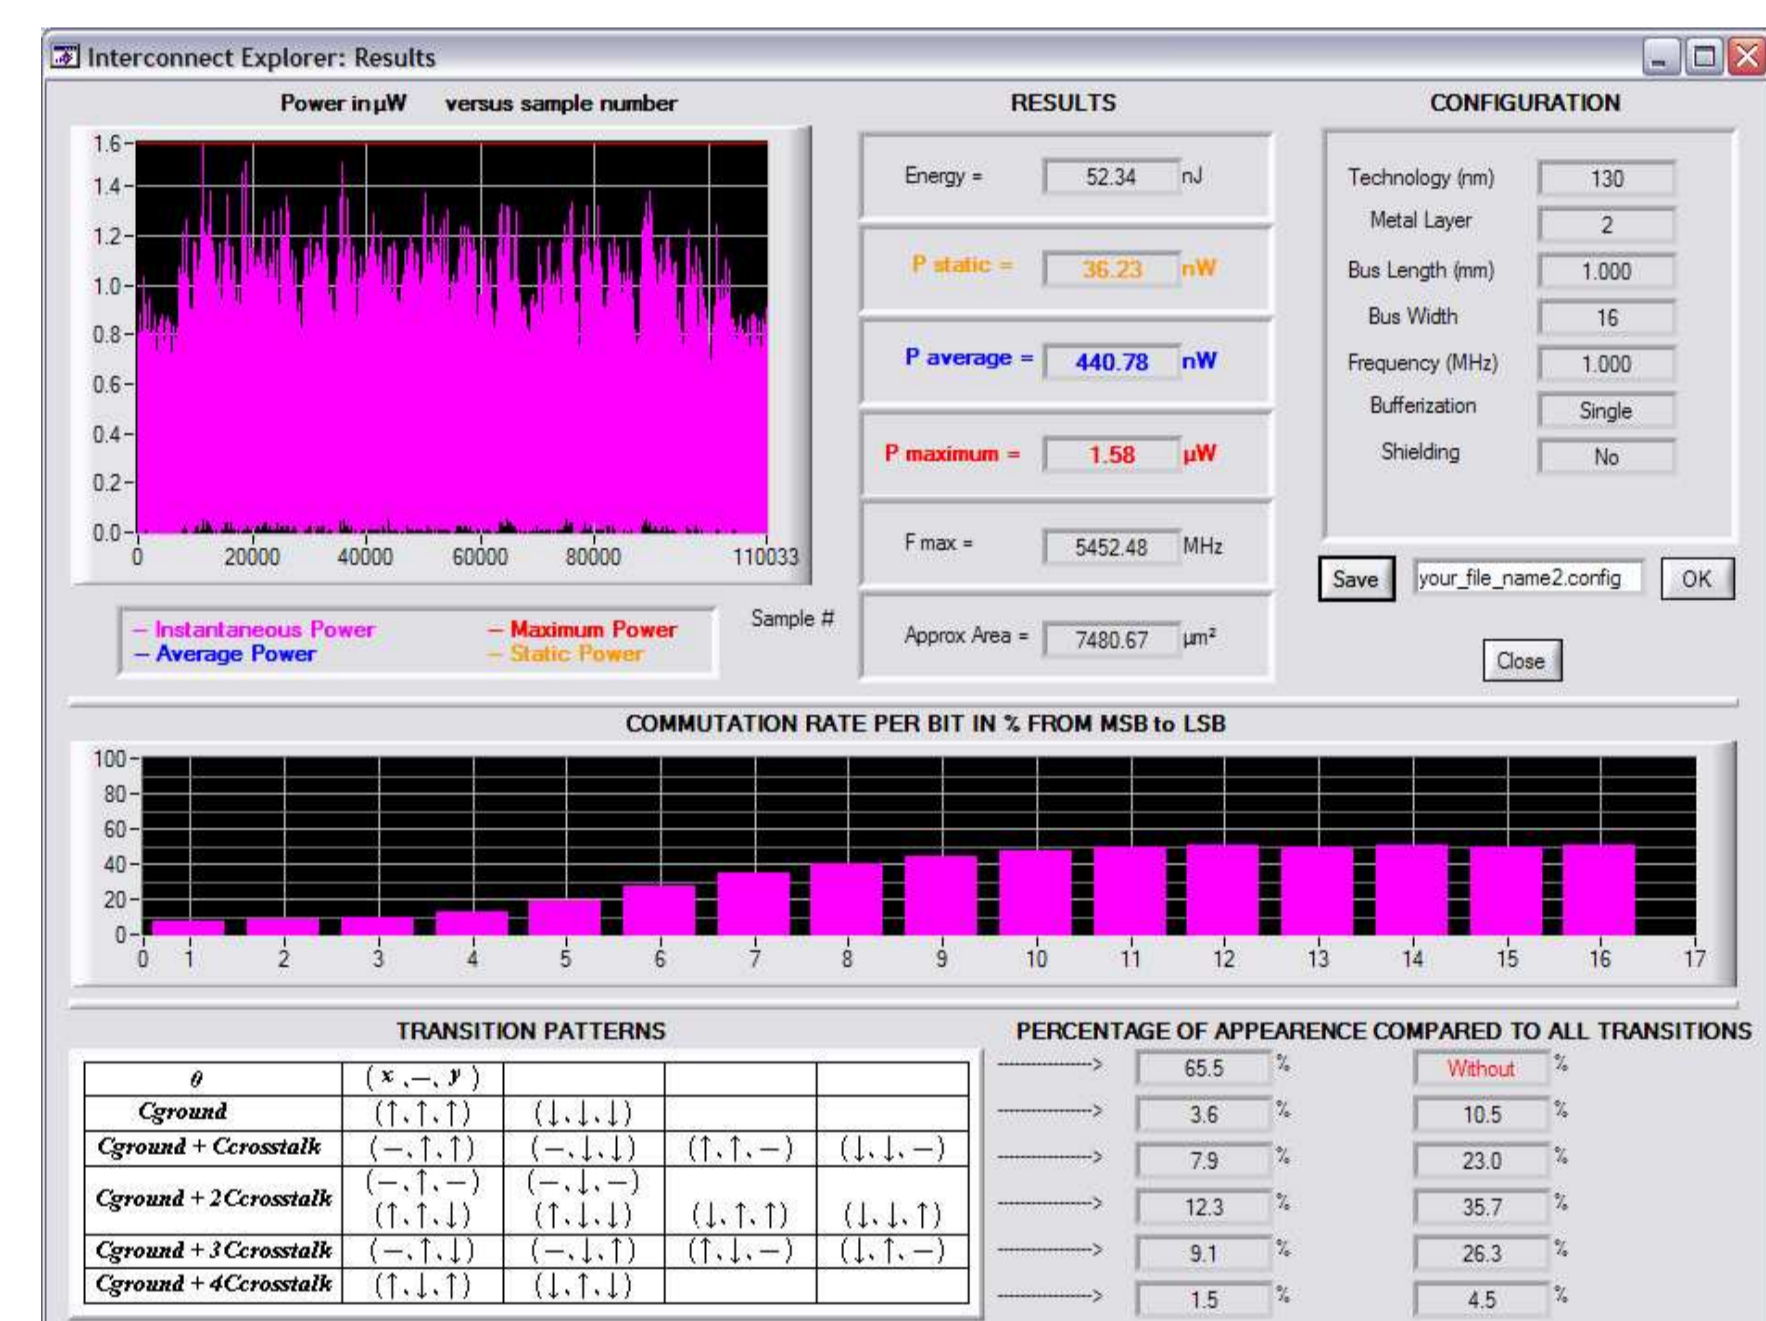 Interconnect Explorer: Results
Power in µW versus sample number
1.6
1.4
1.2
1.0
0.8
0.6
0.4
0.2
0.0
0 20000 40000 60000 80000 110033
Sample #
– Instantaneous Power – Maximum Power
– Average Power – Static Power
RESULTS
Energy = 52.34 nJ
P static = 36.23 nW
P average = 440.78 nW
P maximum = 1.58 µW
F max = 5452.48 MHz
Approx Area = 7480.67 µm²
CONFIGURATION
Technology (nm) 130
Metal Layer 2
Bus Length (mm) 1.000
Bus Width 16
Frequency (MHz) 1.000
Bufferization Single
Shielding No
Save your_file_name2.config OK
Close
COMMUTATION RATE PER BIT IN % FROM MSB to LSB
100
80
60
40
20
0
0 1 2 3 4 5 6 7 8 9 10 11 12 13 14 15 16 17
TRANSITION PATTERNS
θ (x,–,y)
Cground (↑,↑,↑) (↓,↓,↓)
Cground + Ccrosstalk (–,↑,↑) (–,↓,↓) (↑,↑,–) (↓,↓,–)
Cground + 2Ccrosstalk (–,↑,–) (–,↓,–)
(↑,↑,↓) (↑,↓,↓) (↓,↑,↑) (↓,↓,↑)
Cground + 3Ccrosstalk (–,↑,↓) (–,↓,↑) (↑,↓,–) (↓,↑,–)
Cground + 4Ccrosstalk (↑,↓,↑) (↓,↑,↓)
PERCENTAGE OF APPEARENCE COMPARED TO ALL TRANSITIONS
---------------> 65.5 % Without %
---------------> 3.6 % 10.5 %
---------------> 7.9 % 23.0 %
---------------> 12.3 % 35.7 %
---------------> 9.1 % 26.3 %
---------------> 1.5 % 4.5 %